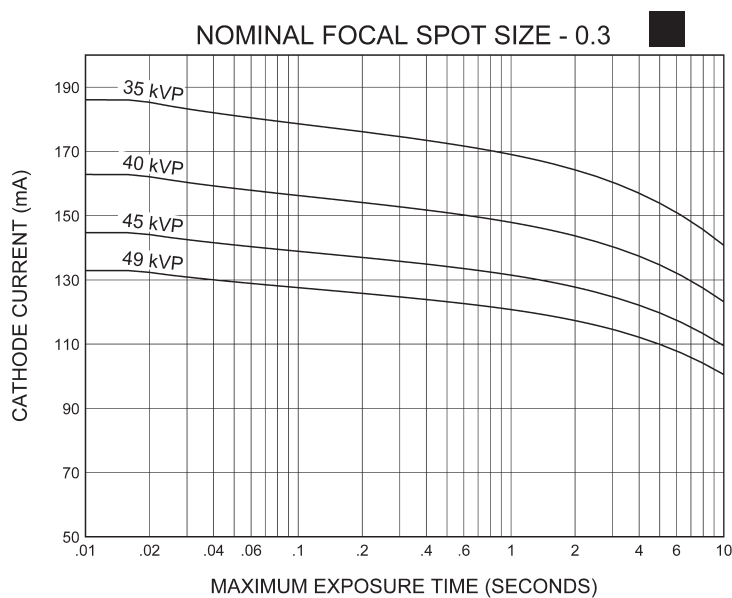 NOMINAL FOCAL SPOT SIZE - 0.3
190
170
150
130
110
90
70
50
35 kVP
40 kVP
45 kVP
49 kVP
CATHODE CURRENT (mA)
.01 .02 .04 .06 .1 .2 .4 .6 1 2 4 6 10
MAXIMUM EXPOSURE TIME (SECONDS)